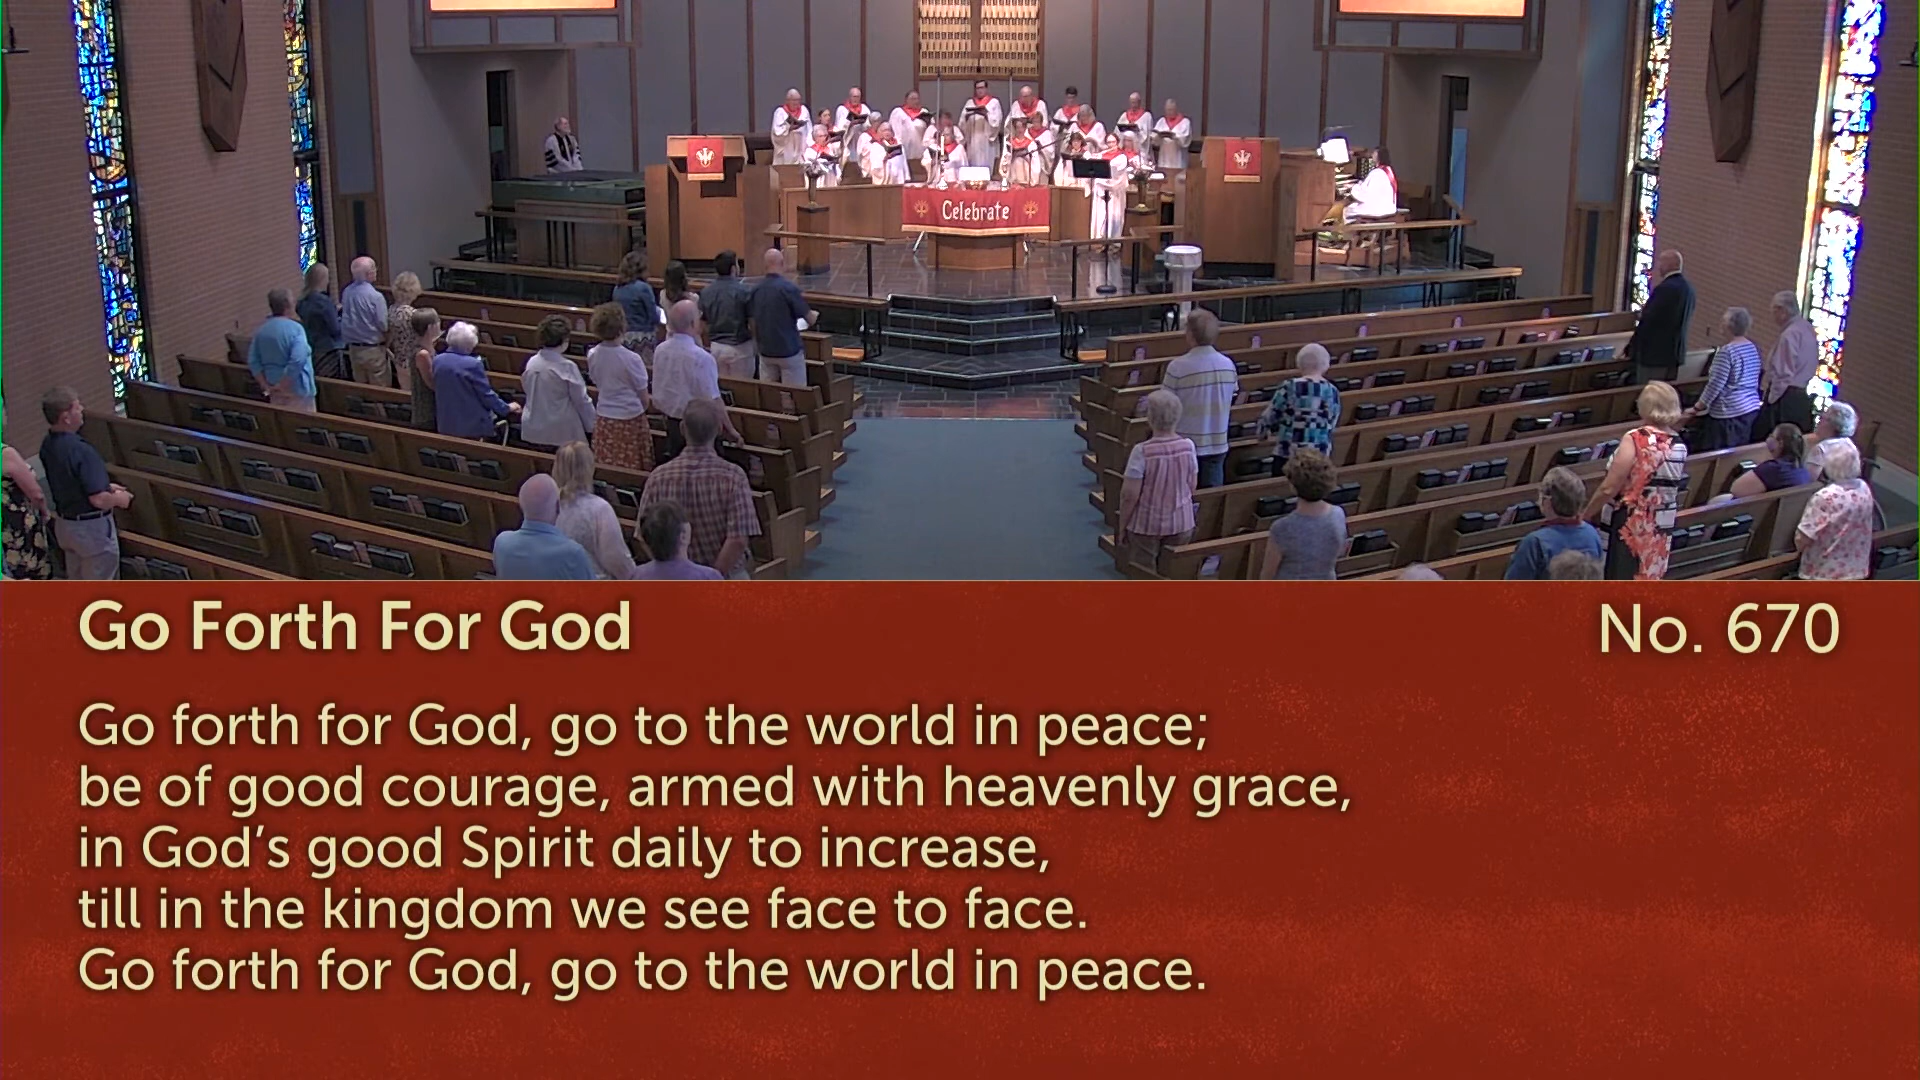 Celebrate
Go Forth For God
No. 670
Go forth for God, go to the world in peace;
be of good courage, armed with heavenly grace,
in God’s good Spirit daily to increase,
till in the kingdom we see face to face.
Go forth for God, go to the world in peace.